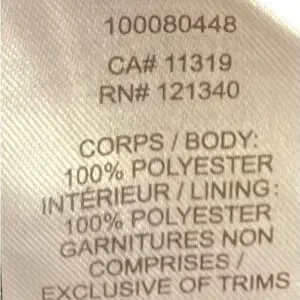 100080448
CA# 11319
RN# 121340
CORPS / BODY:
100% POLYESTER
INTÉRIEUR / LINING:
100% POLYESTER
GARNITURES NON
COMPRISES /
EXCLUSIVE OF TRIMS